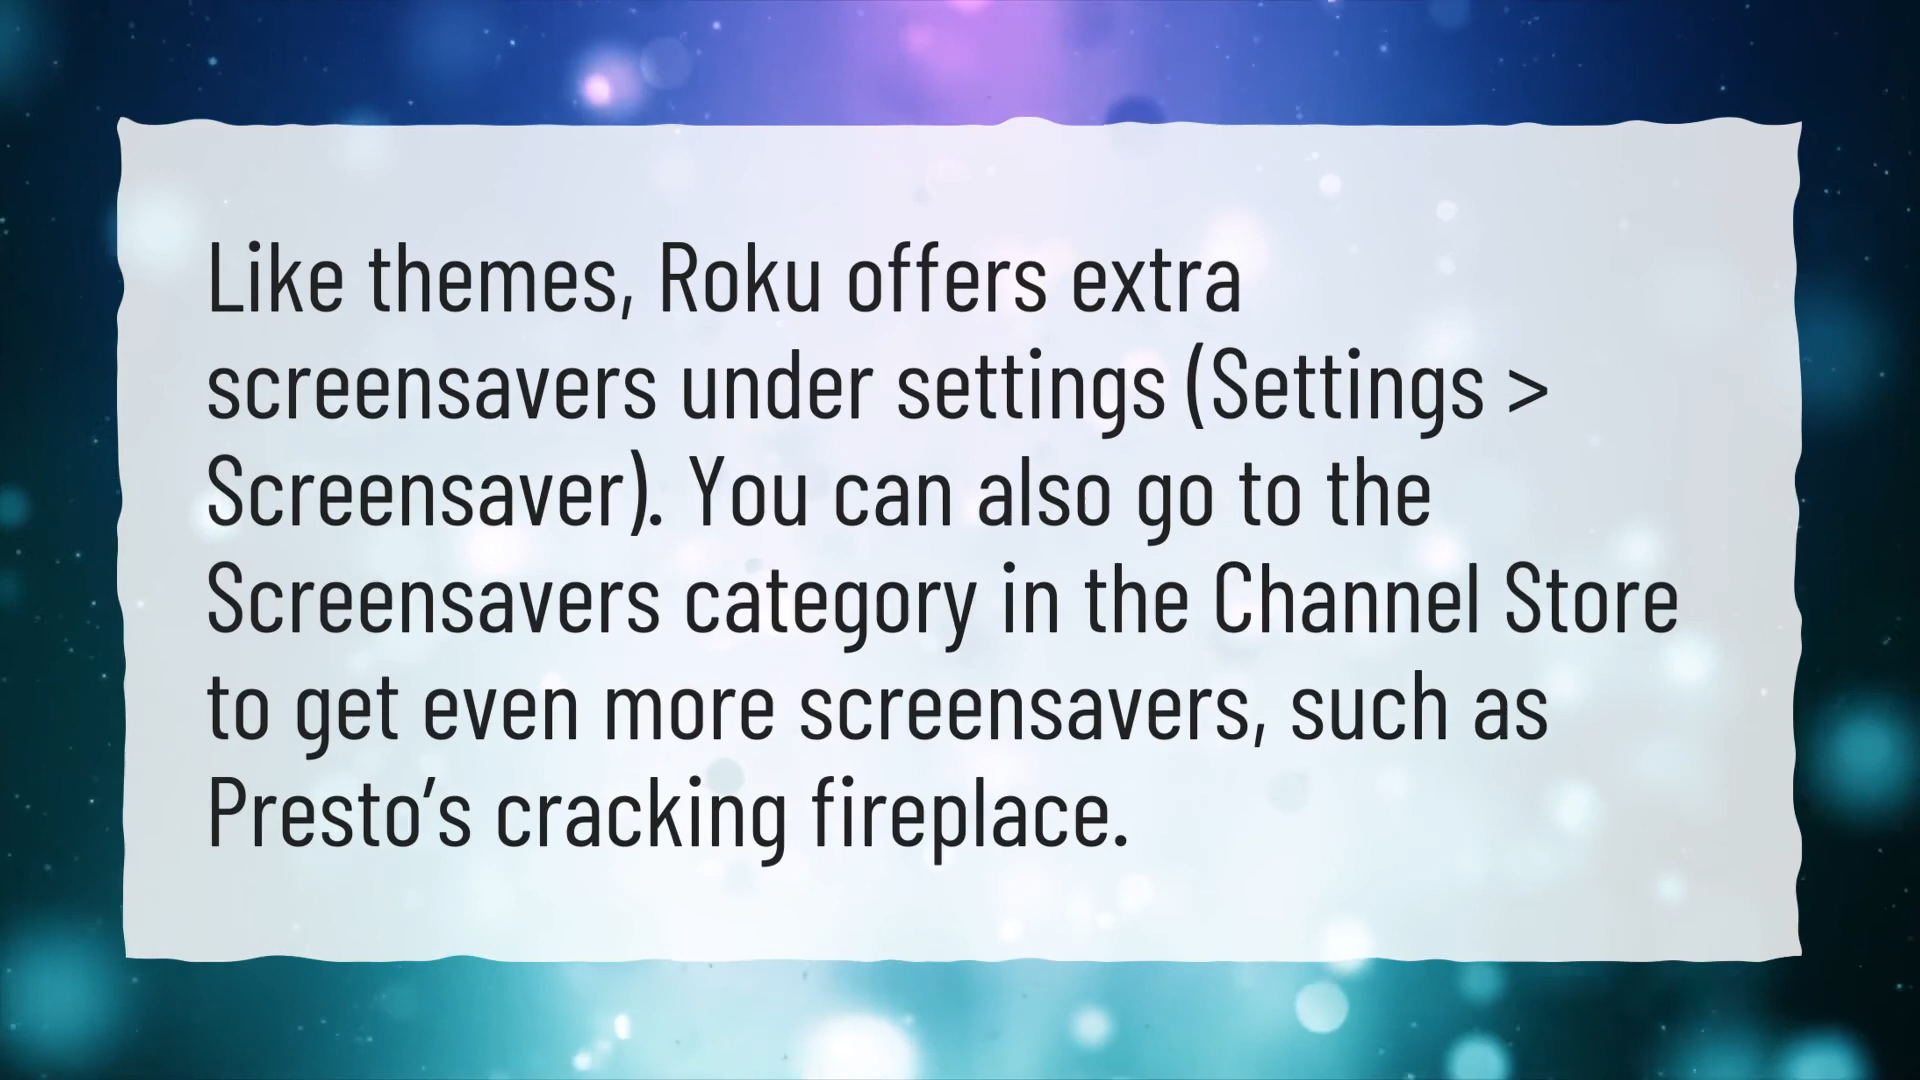 Like themes, Roku offers extra
screensavers under settings (Settings >
Screensaver). You can also go to the
Screensavers category in the Channel Store
to get even more screensavers, such as
Presto’s cracking fireplace.